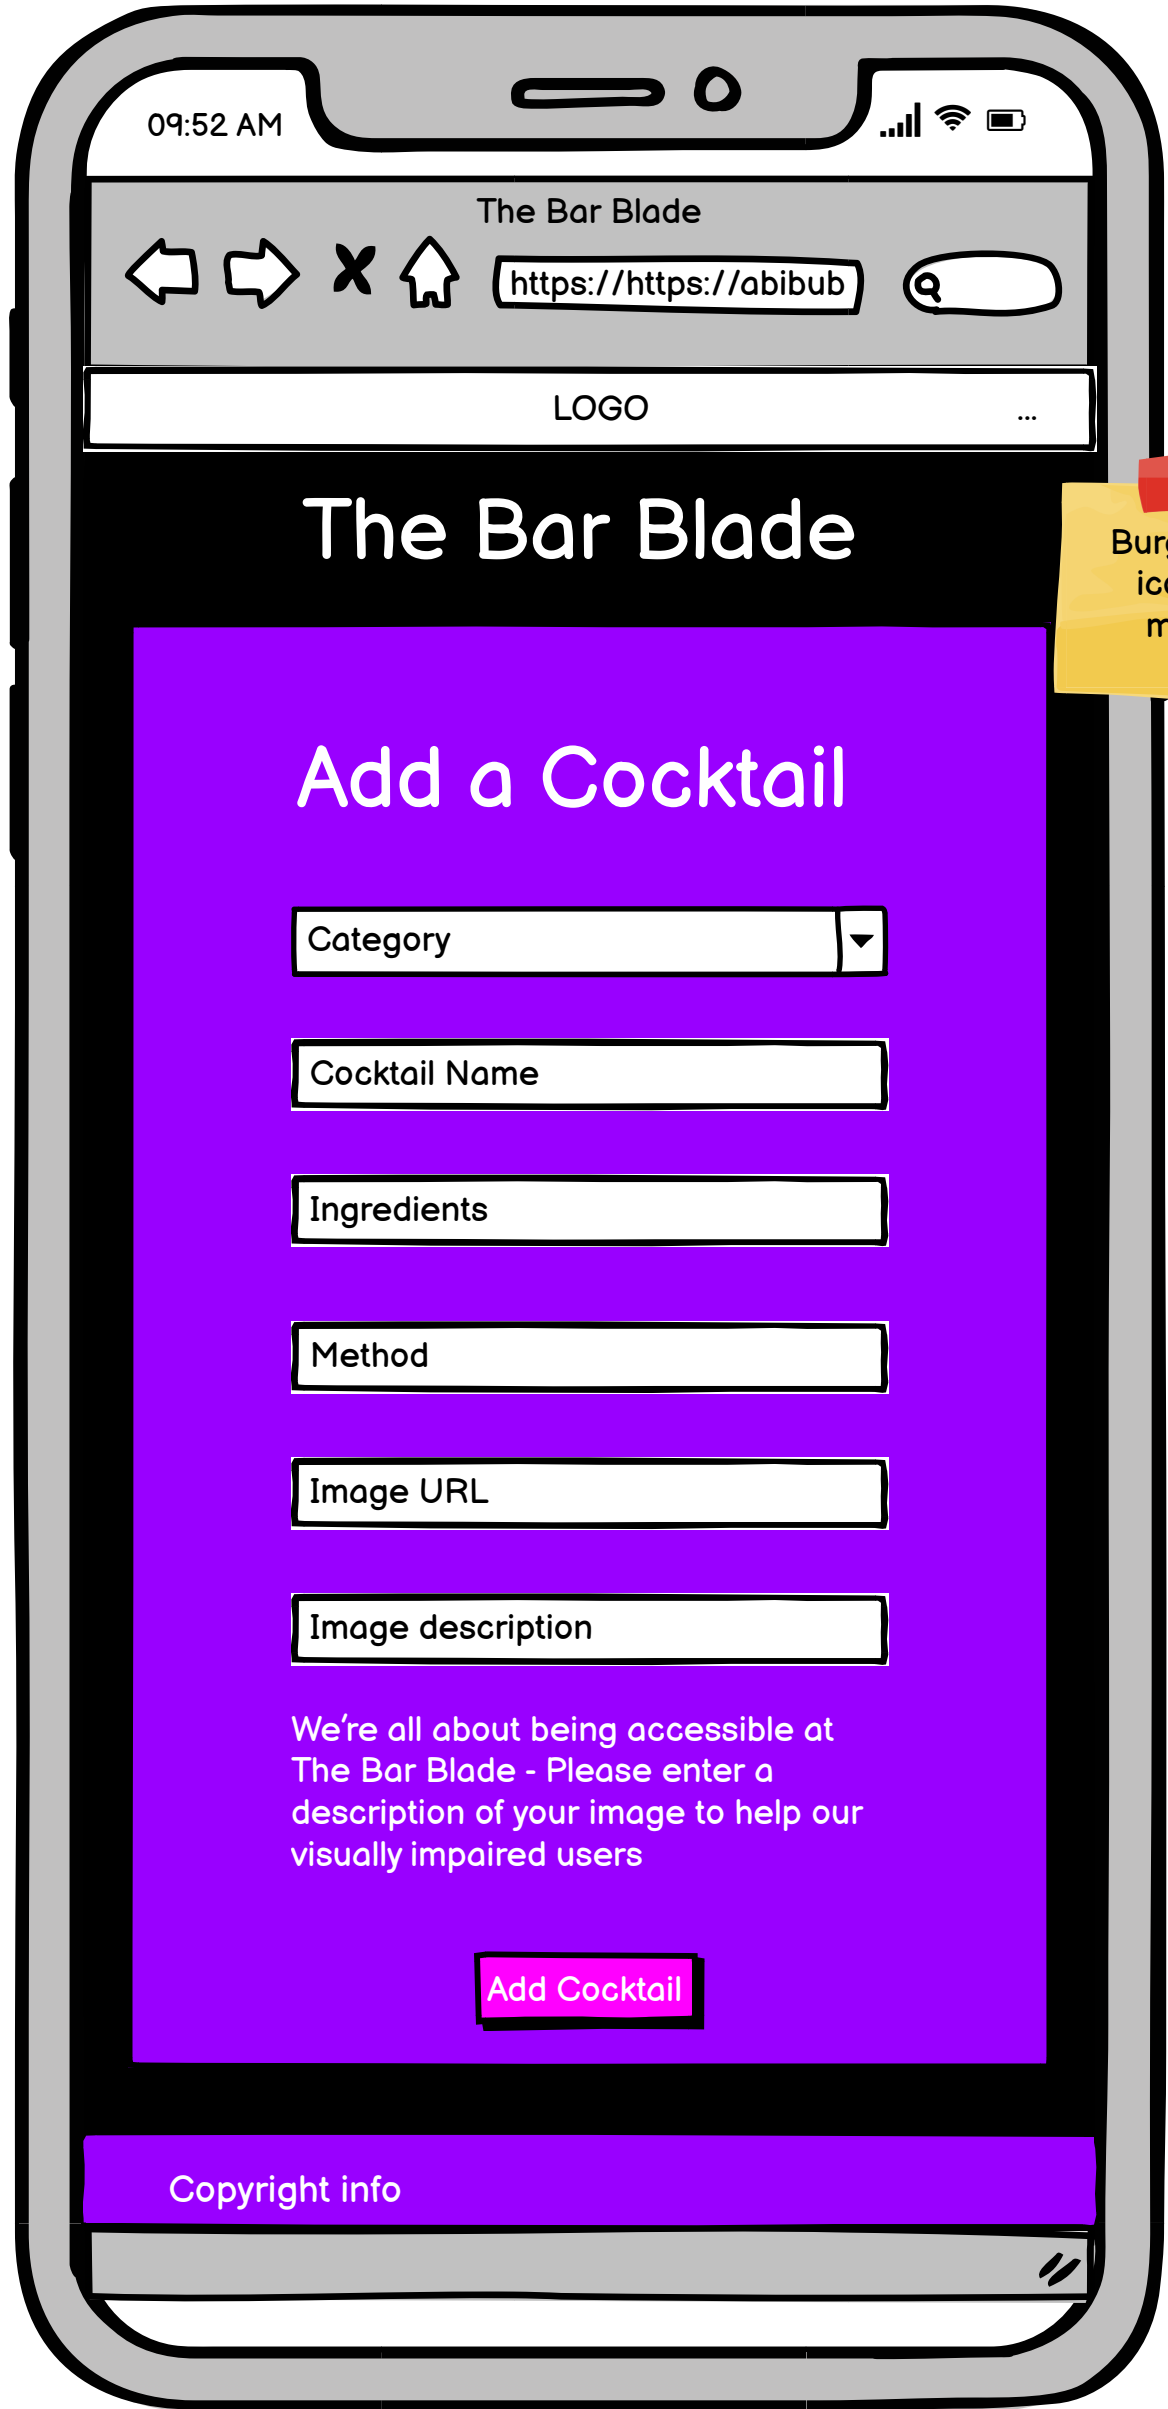 09:52 AM
The Bar Blade
https://https://abibub
LOGO
...
The Bar Blade
Add a Cocktail
Category
Cocktail Name
Ingredients
Method
Image URL
Image description
We're all about being accessible at
The Bar Blade - Please enter a
description of your image to help our
visually impaired users
Add Cocktail
Copyright info